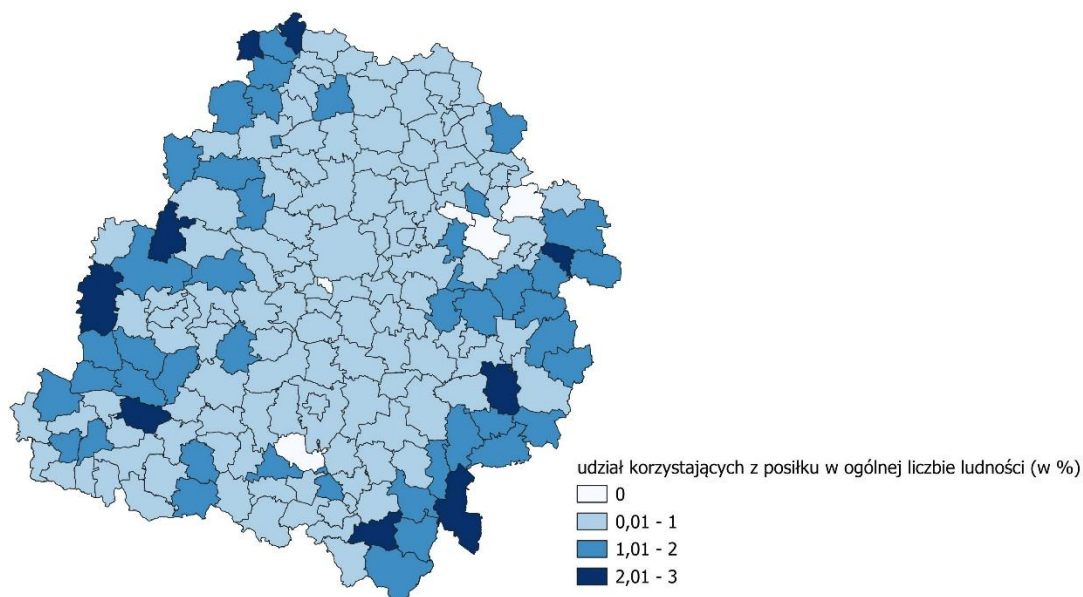 udział korzystających z posiłku w ogólnej liczbie ludności (w %)
0
0,01 - 1
1,01 - 2
2,01 - 3